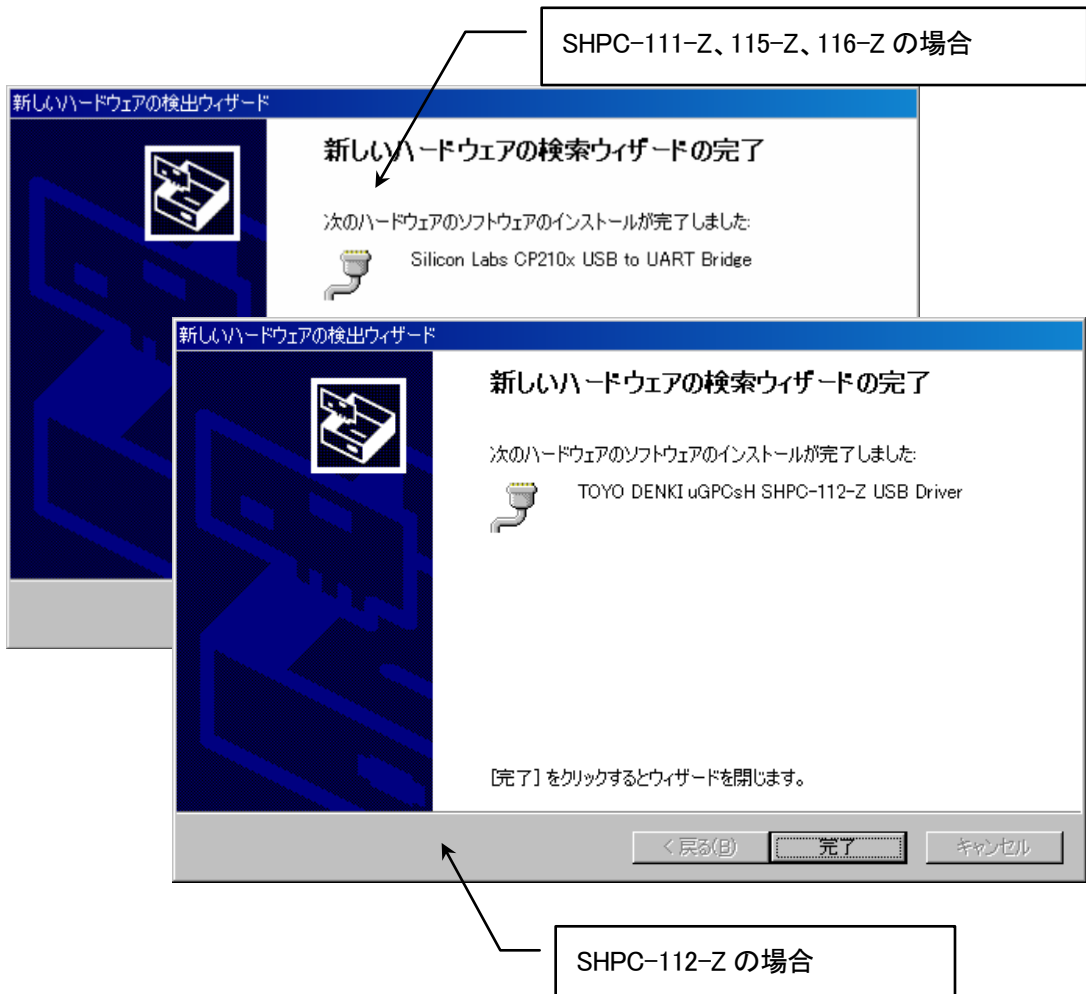 SHPC-111-Z、115-Z、116-Z の場合
新しいハードウェアの検出ウィザード
新しいハードウェアの検索ウィザードの完了
次のハードウェアのソフトウェアのインストールが完了しました:
Silicon Labs CP210x USB to UART Bridge
新しいハードウェアの検出ウィザード
新しいハードウェアの検索ウィザードの完了
次のハードウェアのソフトウェアのインストールが完了しました:
TOYO DENKI uGPCsH SHPC-112-Z USB Driver
[完了] をクリックするとウィザードを閉じます。
< 戻る(B) 完了 キャンセル
SHPC-112-Z の場合